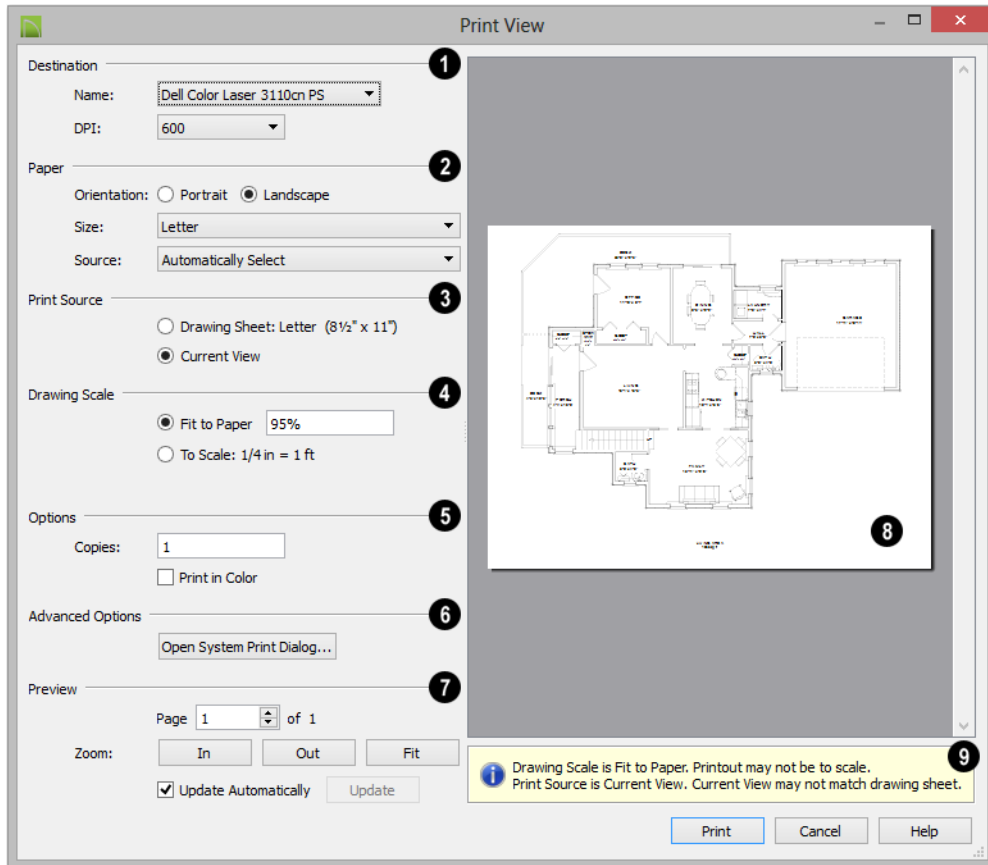 Print View
Destination
1
Name: Dell Color Laser 3110cn PS
DPI: 600
Paper
2
Orientation: Portrait Landscape
Size: Letter
Source: Automatically Select
Print Source
3
Drawing Sheet: Letter (8½" x 11")
Current View
Drawing Scale
4
Fit to Paper 95%
To Scale: 1/4 in = 1 ft
Options
5
Copies: 1
Print in Color
Advanced Options
6
Open System Print Dialog...
Preview
7
Page 1 of 1
Zoom: In Out Fit
Update Automatically Update
8
9
Drawing Scale is Fit to Paper. Printout may not be to scale.
Print Source is Current View. Current View may not match drawing sheet.
Print Cancel Help